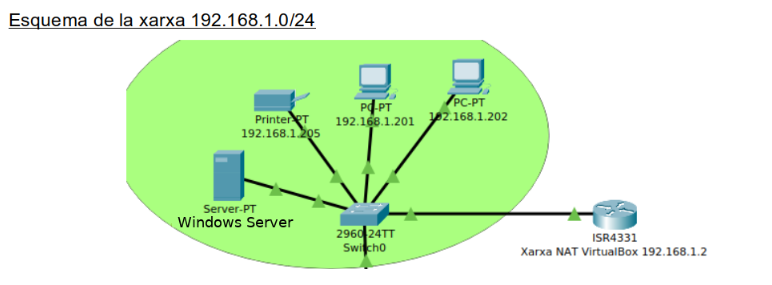 Esquema de la xarxa 192.168.1.0/24
PC-PT
192.168.1.201
PC-PT
192.168.1.202
Printer-PT
192.168.1.205
Server-PT
Windows Server
2960-24TT
Switch0
ISR4331
Xarxa NAT VirtualBox 192.168.1.2